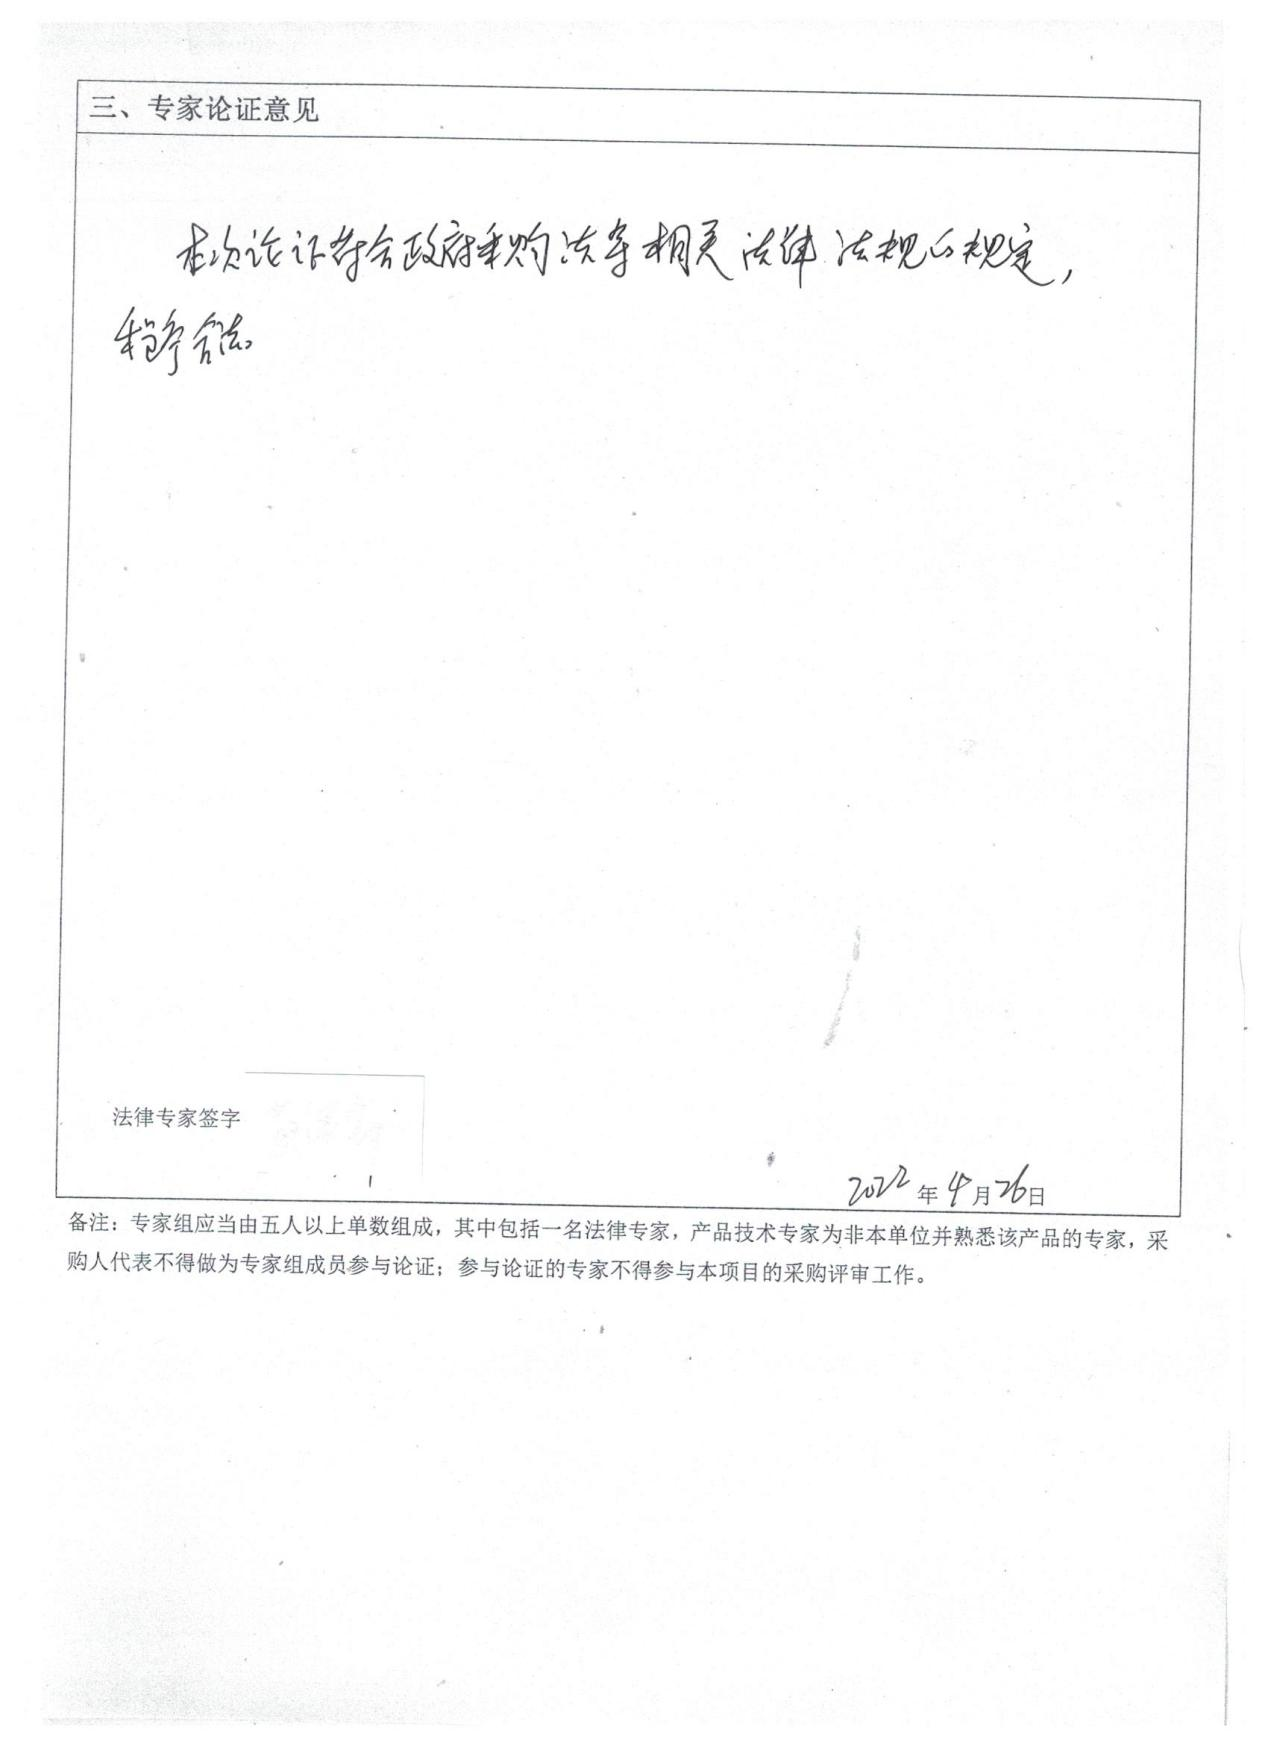 三、专家论证意见
本次论证符合政府采购法等相关法律法规的规定，
程序合法。
法律专家签字
2022年4月26日
备注：专家组应当由五人以上单数组成，其中包括一名法律专家，产品技术专家为非本单位并熟悉该产品的专家，采
购人代表不得做为专家组成员参与论证；参与论证的专家不得参与本项目的采购评审工作。